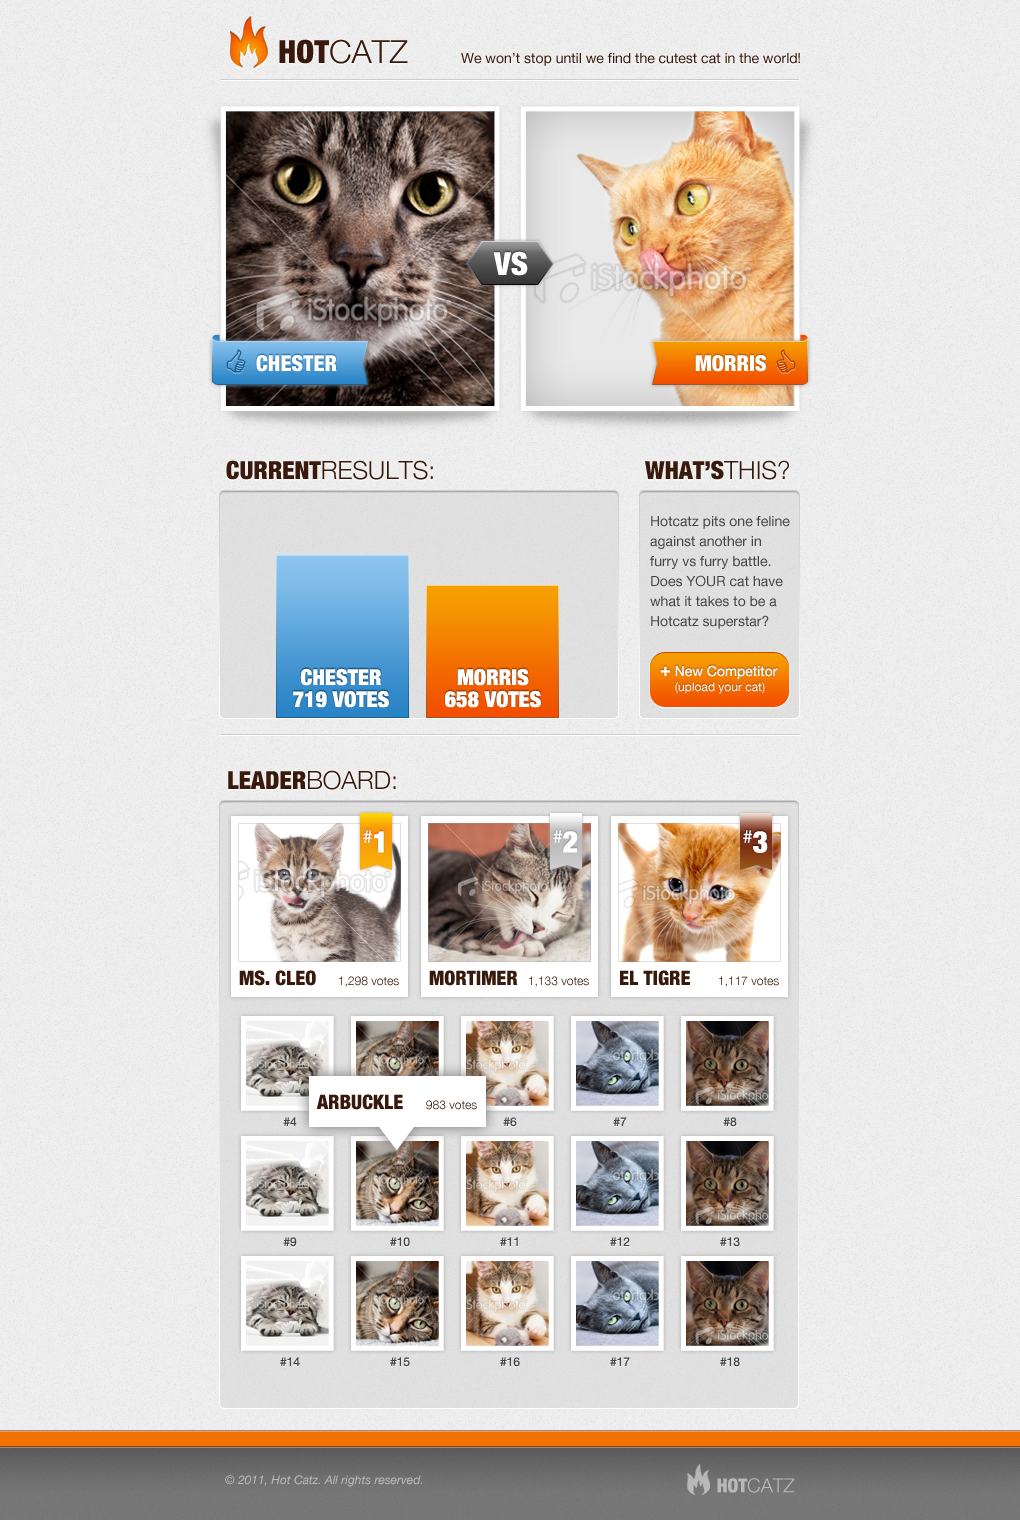 HOTCATZ
We won't stop until we find the cutest cat in the world!
VS
iStockphoto
iStockphoto
CHESTER
MORRIS
CURRENTRESULTS:
WHAT'STHIS?
Hotcatz pits one feline
against another in
furry vs furry battle.
Does YOUR cat have
what it takes to be a
Hotcatz superstar?
CHESTER
719 VOTES
MORRIS
658 VOTES
+ New Competitor
(upload your cat)
LEADERBOARD:
#1
#2
#3
iStockphoto
iStockphoto
iStockphoto
MS. CLEO 1,298 votes
MORTIMER 1,133 votes
EL TIGRE 1,117 votes
ARBUCKLE 983 votes
#4 #6 #7 #8
#9 #10 #11 #12 #13
#14 #15 #16 #17 #18
© 2011, Hot Catz. All rights reserved.
HOTCATZ